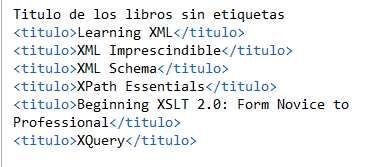 Titulo de los libros sin etiquetas
<titulo>Learning XML</titulo>
<titulo>XML Imprescindible</titulo>
<titulo>XML Schema</titulo>
<titulo>XPath Essentials</titulo>
<titulo>Beginning XSLT 2.0: Form Novice to
Professional</titulo>
<titulo>XQuery</titulo>